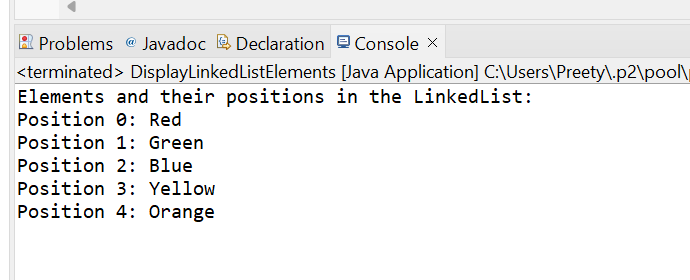 Problems Javadoc Declaration Console
<terminated> DisplayLinkedListElements [Java Application] C:\Users\Preety\.p2\pool\
Elements and their positions in the LinkedList:
Position 0: Red
Position 1: Green
Position 2: Blue
Position 3: Yellow
Position 4: Orange